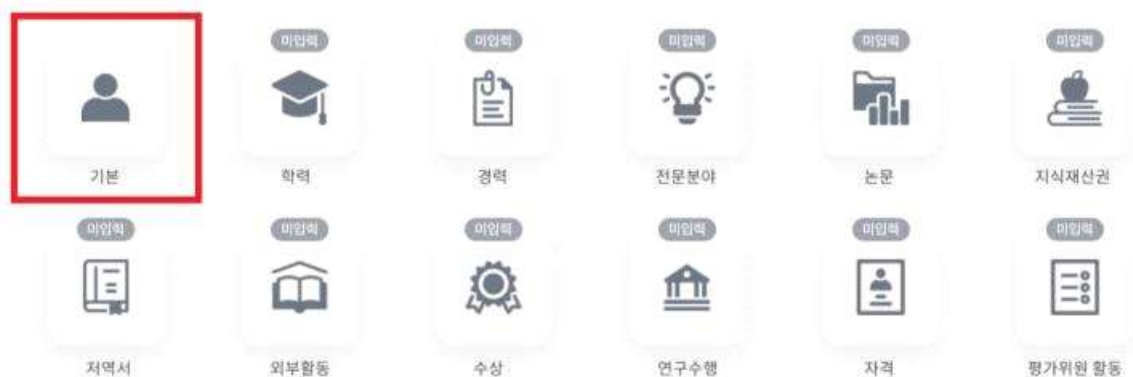 미입력 미입력 미입력 미입력 미입력
기본 학력 경력 전문분야 논문 지식재산권
미입력 미입력 미입력 미입력 미입력 미입력
저역서 외부활동 수상 연구수행 자격 평가위원 활동